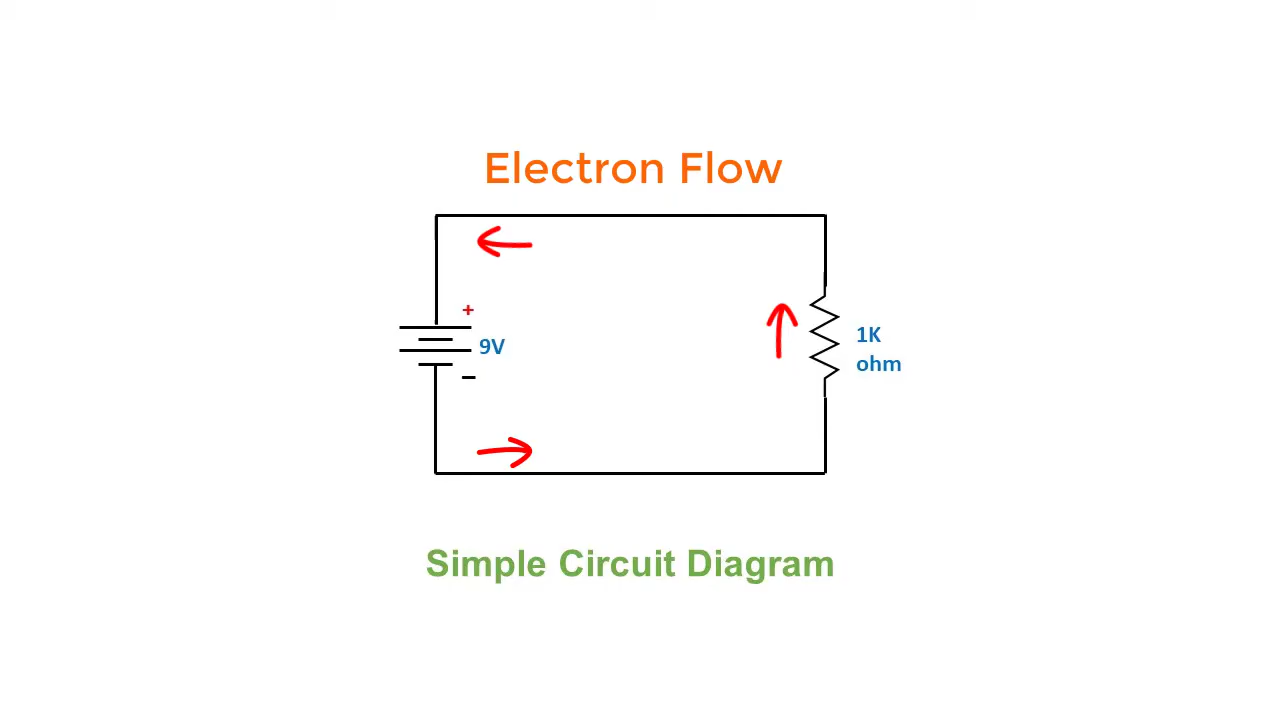 Electron Flow
+
9V
–
1K
ohm
Simple Circuit Diagram